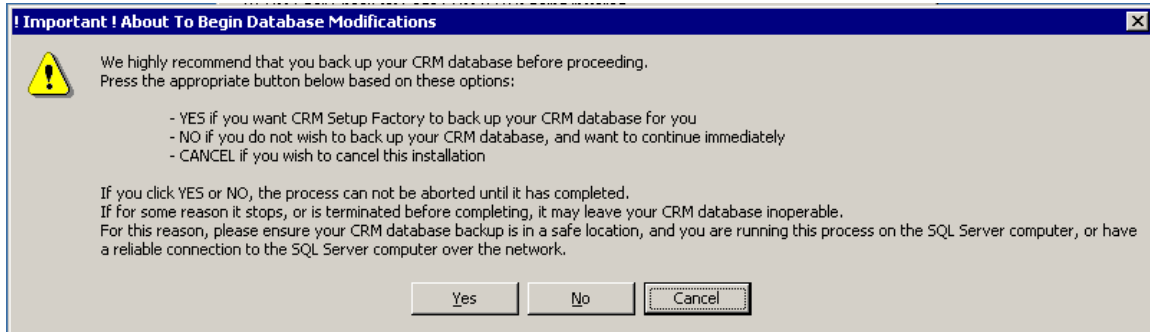 ! Important ! About To Begin Database Modifications
We highly recommend that you back up your CRM database before proceeding.
Press the appropriate button below based on these options:
- YES if you want CRM Setup Factory to back up your CRM database for you
- NO if you do not wish to back up your CRM database, and want to continue immediately
- CANCEL if you wish to cancel this installation
If you click YES or NO, the process can not be aborted until it has completed.
If for some reason it stops, or is terminated before completing, it may leave your CRM database inoperable.
For this reason, please ensure your CRM database backup is in a safe location, and you are running this process on the SQL Server computer, or have
a reliable connection to the SQL Server computer over the network.
Yes No Cancel